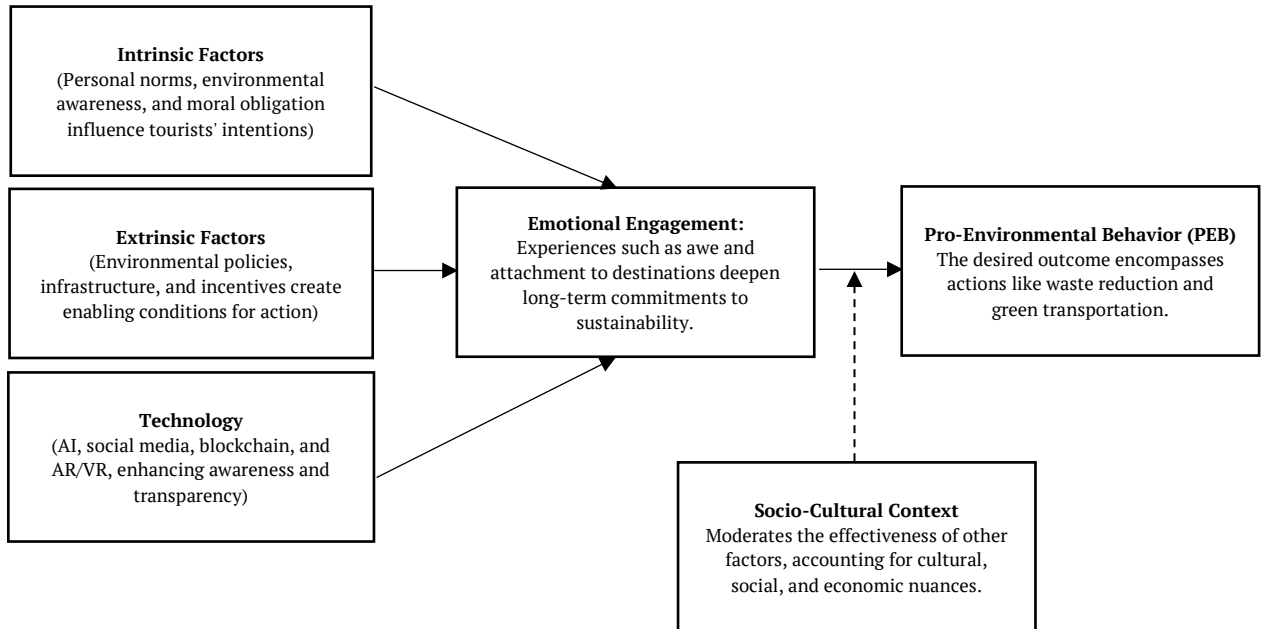 Intrinsic Factors
(Personal norms, environmental
awareness, and moral obligation
influence tourists' intentions)
Extrinsic Factors
(Environmental policies,
infrastructure, and incentives create
enabling conditions for action)
Technology
(AI, social media, blockchain, and
AR/VR, enhancing awareness and
transparency)
Emotional Engagement:
Experiences such as awe and
attachment to destinations deepen
long-term commitments to
sustainability.
Pro-Environmental Behavior (PEB)
The desired outcome encompasses
actions like waste reduction and
green transportation.
Socio-Cultural Context
Moderates the effectiveness of other
factors, accounting for cultural,
social, and economic nuances.